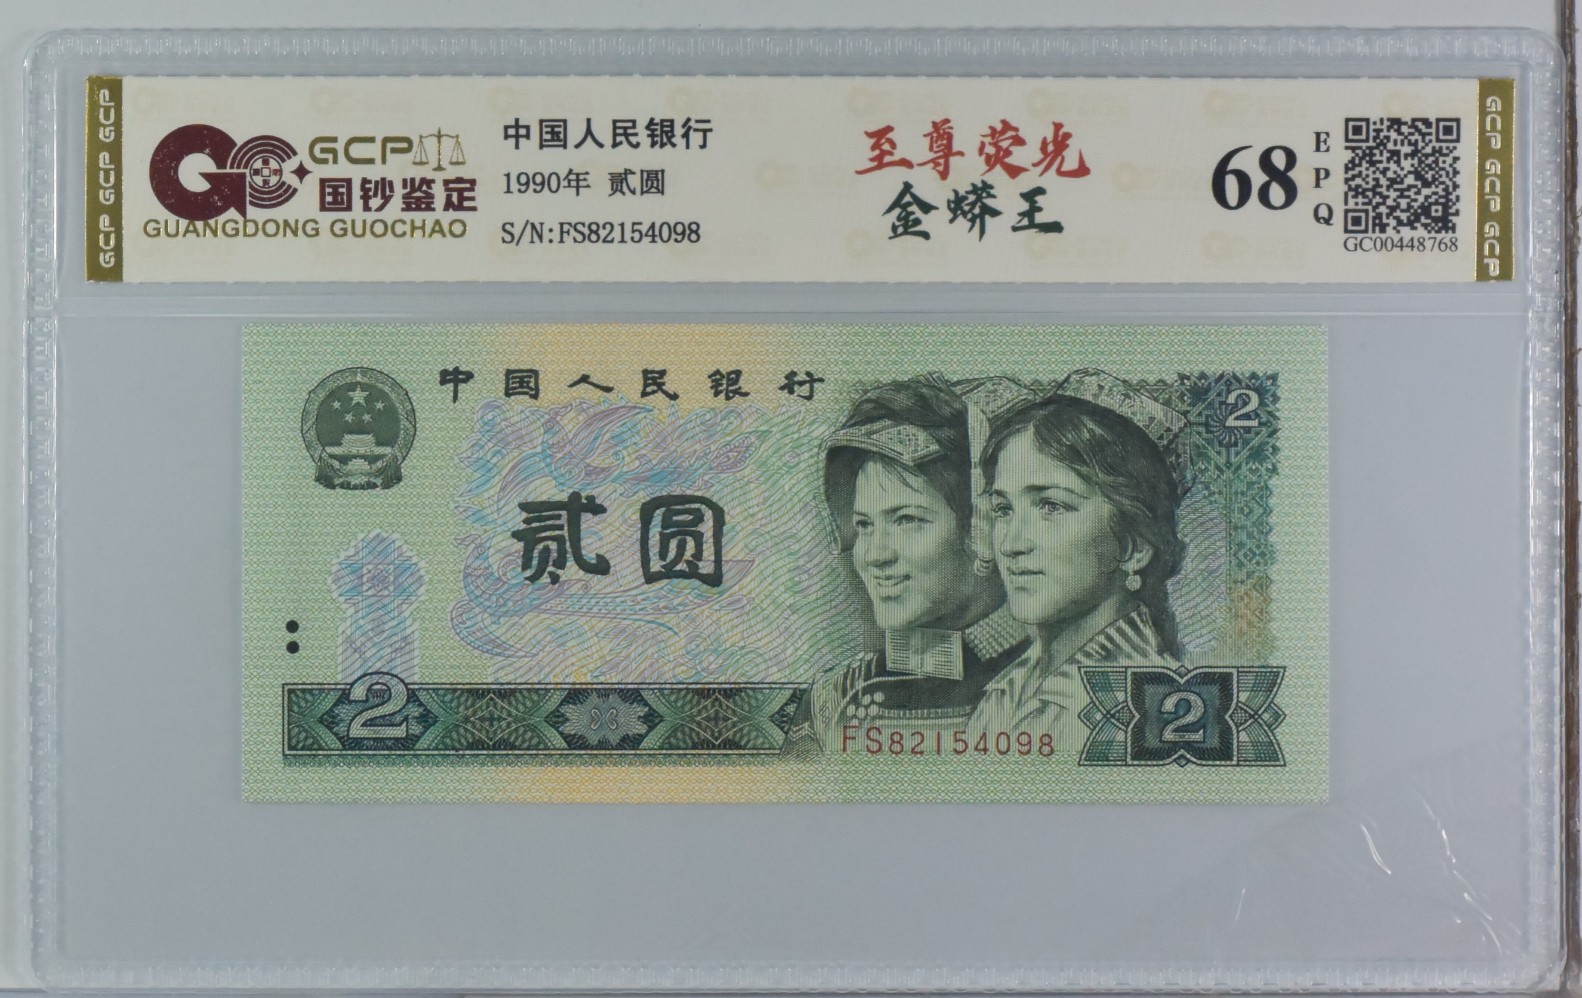 GCP GCP GCP
GCP
国钞鉴定
GUANGDONG GUOCHAO
中国人民银行
1990年 贰圆
S/N:FS82154098
至尊荧光
金蟒王
68
EPQ
GC00448768
GCP GCP GCP
中国人民银行
2
贰圆
2
FS82154098
2